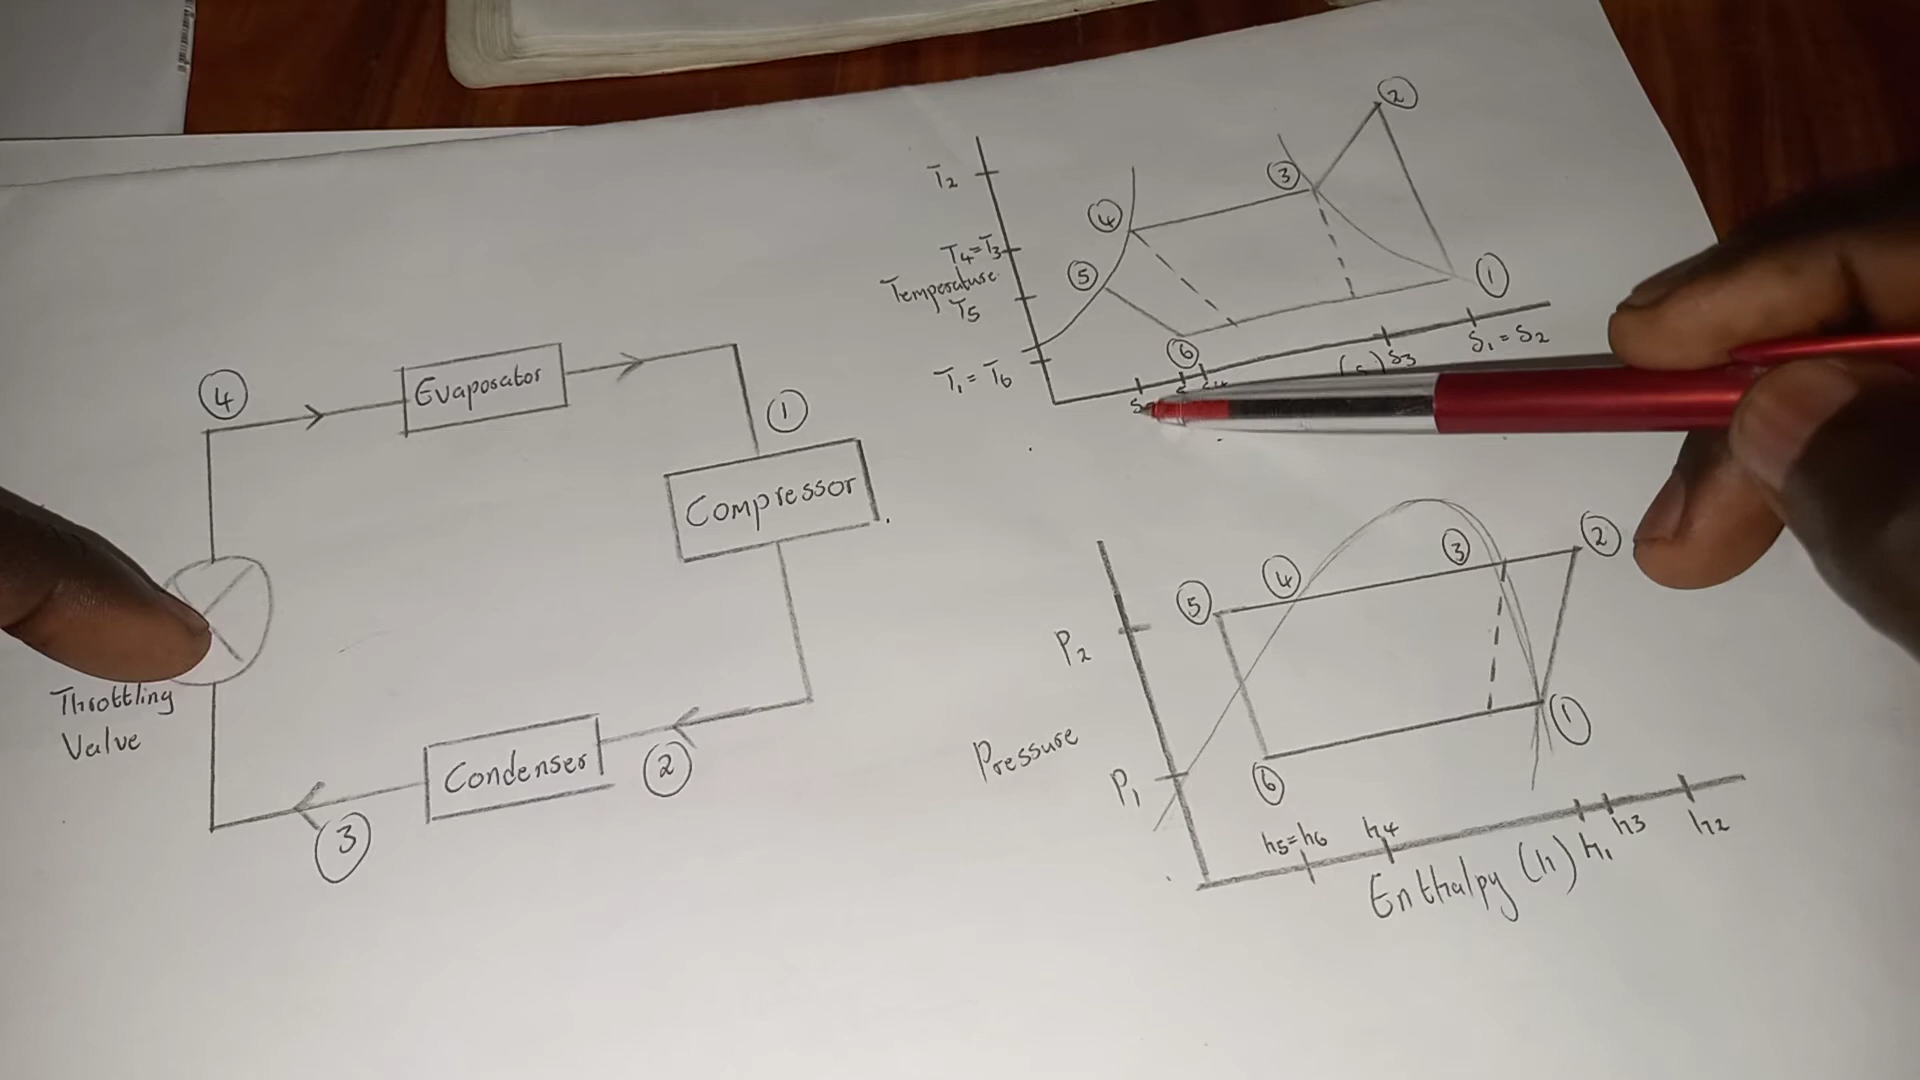 ④
Evaporator
①
Compressor
Throttling
Valve
Condenser
②
③
T₂
T₄=T₃
Temperature
T₅
T₁=T₆
②
③
④
⑤
①
⑥
(s)
S₃
S₁=S₂
②
③
④
⑤
①
⑥
P₂
Pressure
P₁
h₅=h₆
h₄
h₁
h₃
h₂
Enthalpy (h)